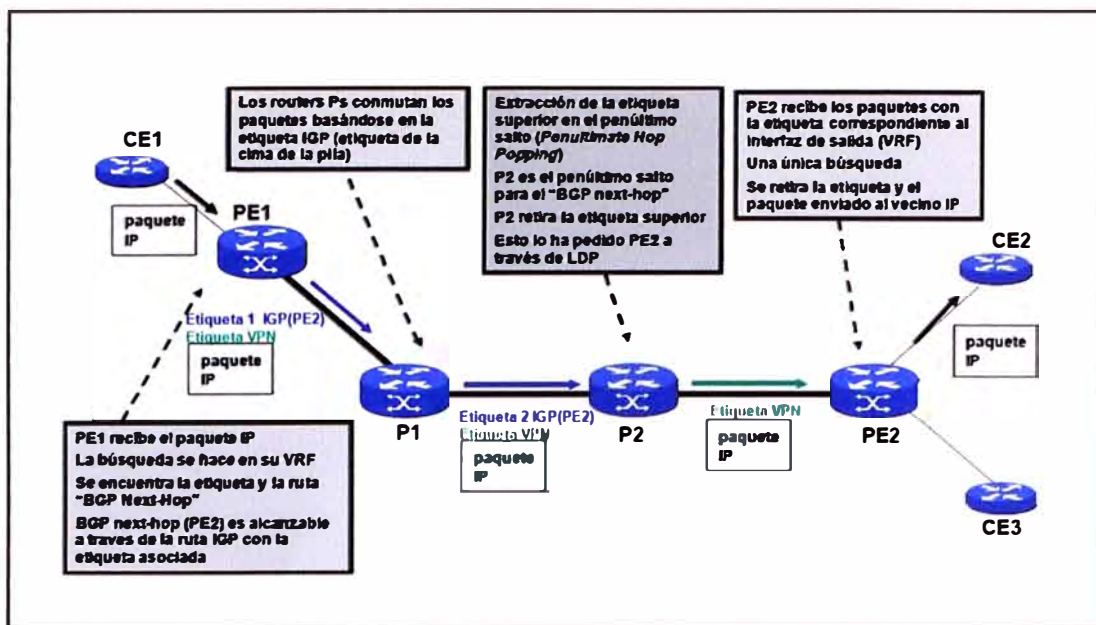 Los routers Ps conmutan los
paquetes basándose en la
etiqueta IGP (etiqueta de la
cima de la pila)
Extracción de la etiqueta
superior en el penúltimo
salto (Penultimate Hop
Popping)
P2 es el penúltimo salto
para el "BGP next-hop"
P2 retira la etiqueta superior
Esto lo ha pedido PE2 a
través de LDP
PE2 recibe los paquetes con
la etiqueta correspondiente al
interfaz de salida (VRF)
Una única búsqueda
Se retira la etiqueta y el
paquete enviado al vecino IP
CE1
paquete
IP
PE1
CE2
paquete
IP
Etiqueta 1 IGP(PE2)
Etiqueta VPN
paquete
IP
P1
Etiqueta 2 IGP(PE2)
Etiqueta VPN
paquete
IP
P2
Etiqueta VPN
paquete
IP
PE2
CE3
PE1 recibe el paquete IP
La búsqueda se hace en su VRF
Se encuentra la etiqueta y la ruta
"BGP Next-Hop"
BGP next-hop (PE2) es alcanzable
a traves de la ruta IGP con la
etiqueta asociada